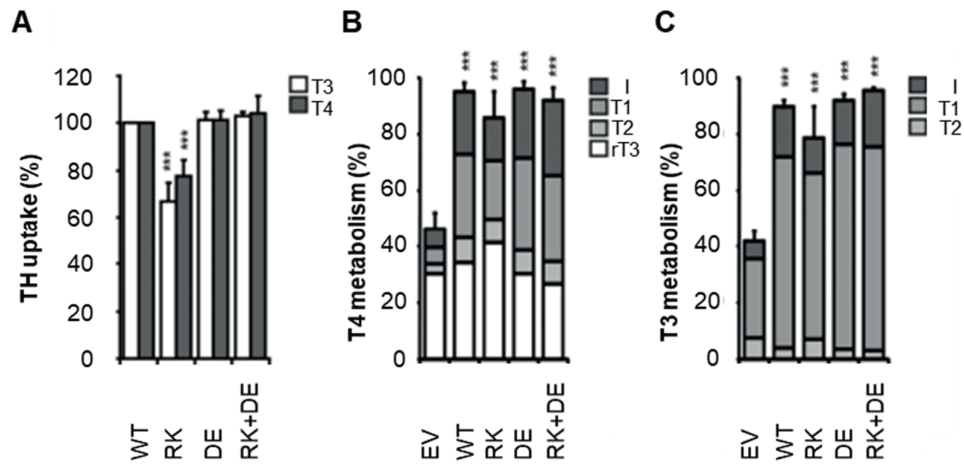 A
TH uptake (%)
120
100
80
60
40
20
0
T3
T4
***
***
WT
RK
DE
RK+DE
B
T4 metabolism (%)
100
80
60
40
20
0
***
***
***
***
I
T1
T2
rT3
EV
WT
RK
DE
RK+DE
C
T3 metabolism (%)
100
80
60
40
20
0
***
***
***
***
I
T1
T2
EV
WT
RK
DE
RK+DE